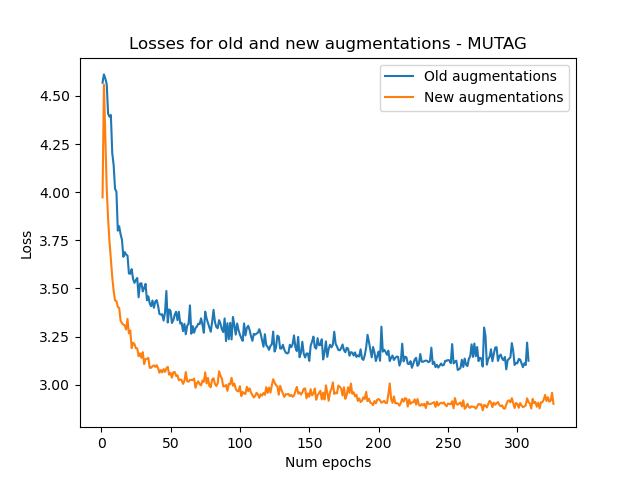 Losses for old and new augmentations - MUTAG
Old augmentations
New augmentations
4.50
4.25
4.00
3.75
3.50
3.25
3.00
Loss
0 50 100 150 200 250 300
Num epochs